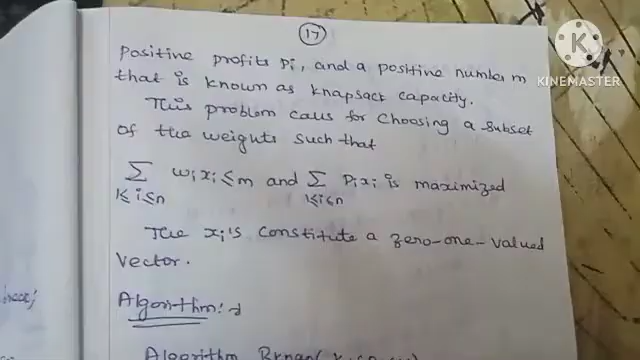 17
positive profits Pi, and a positive number m
that is known as knapsack capacity.
This problem calls for choosing a subset
of the weights such that
∑ wixi ≤ m and ∑ Pixi is maximized
1≤i≤n 1≤i≤n
The xi's constitute a zero-one-valued
vector.
Algorithm:-
Algorithm
KINEMASTER